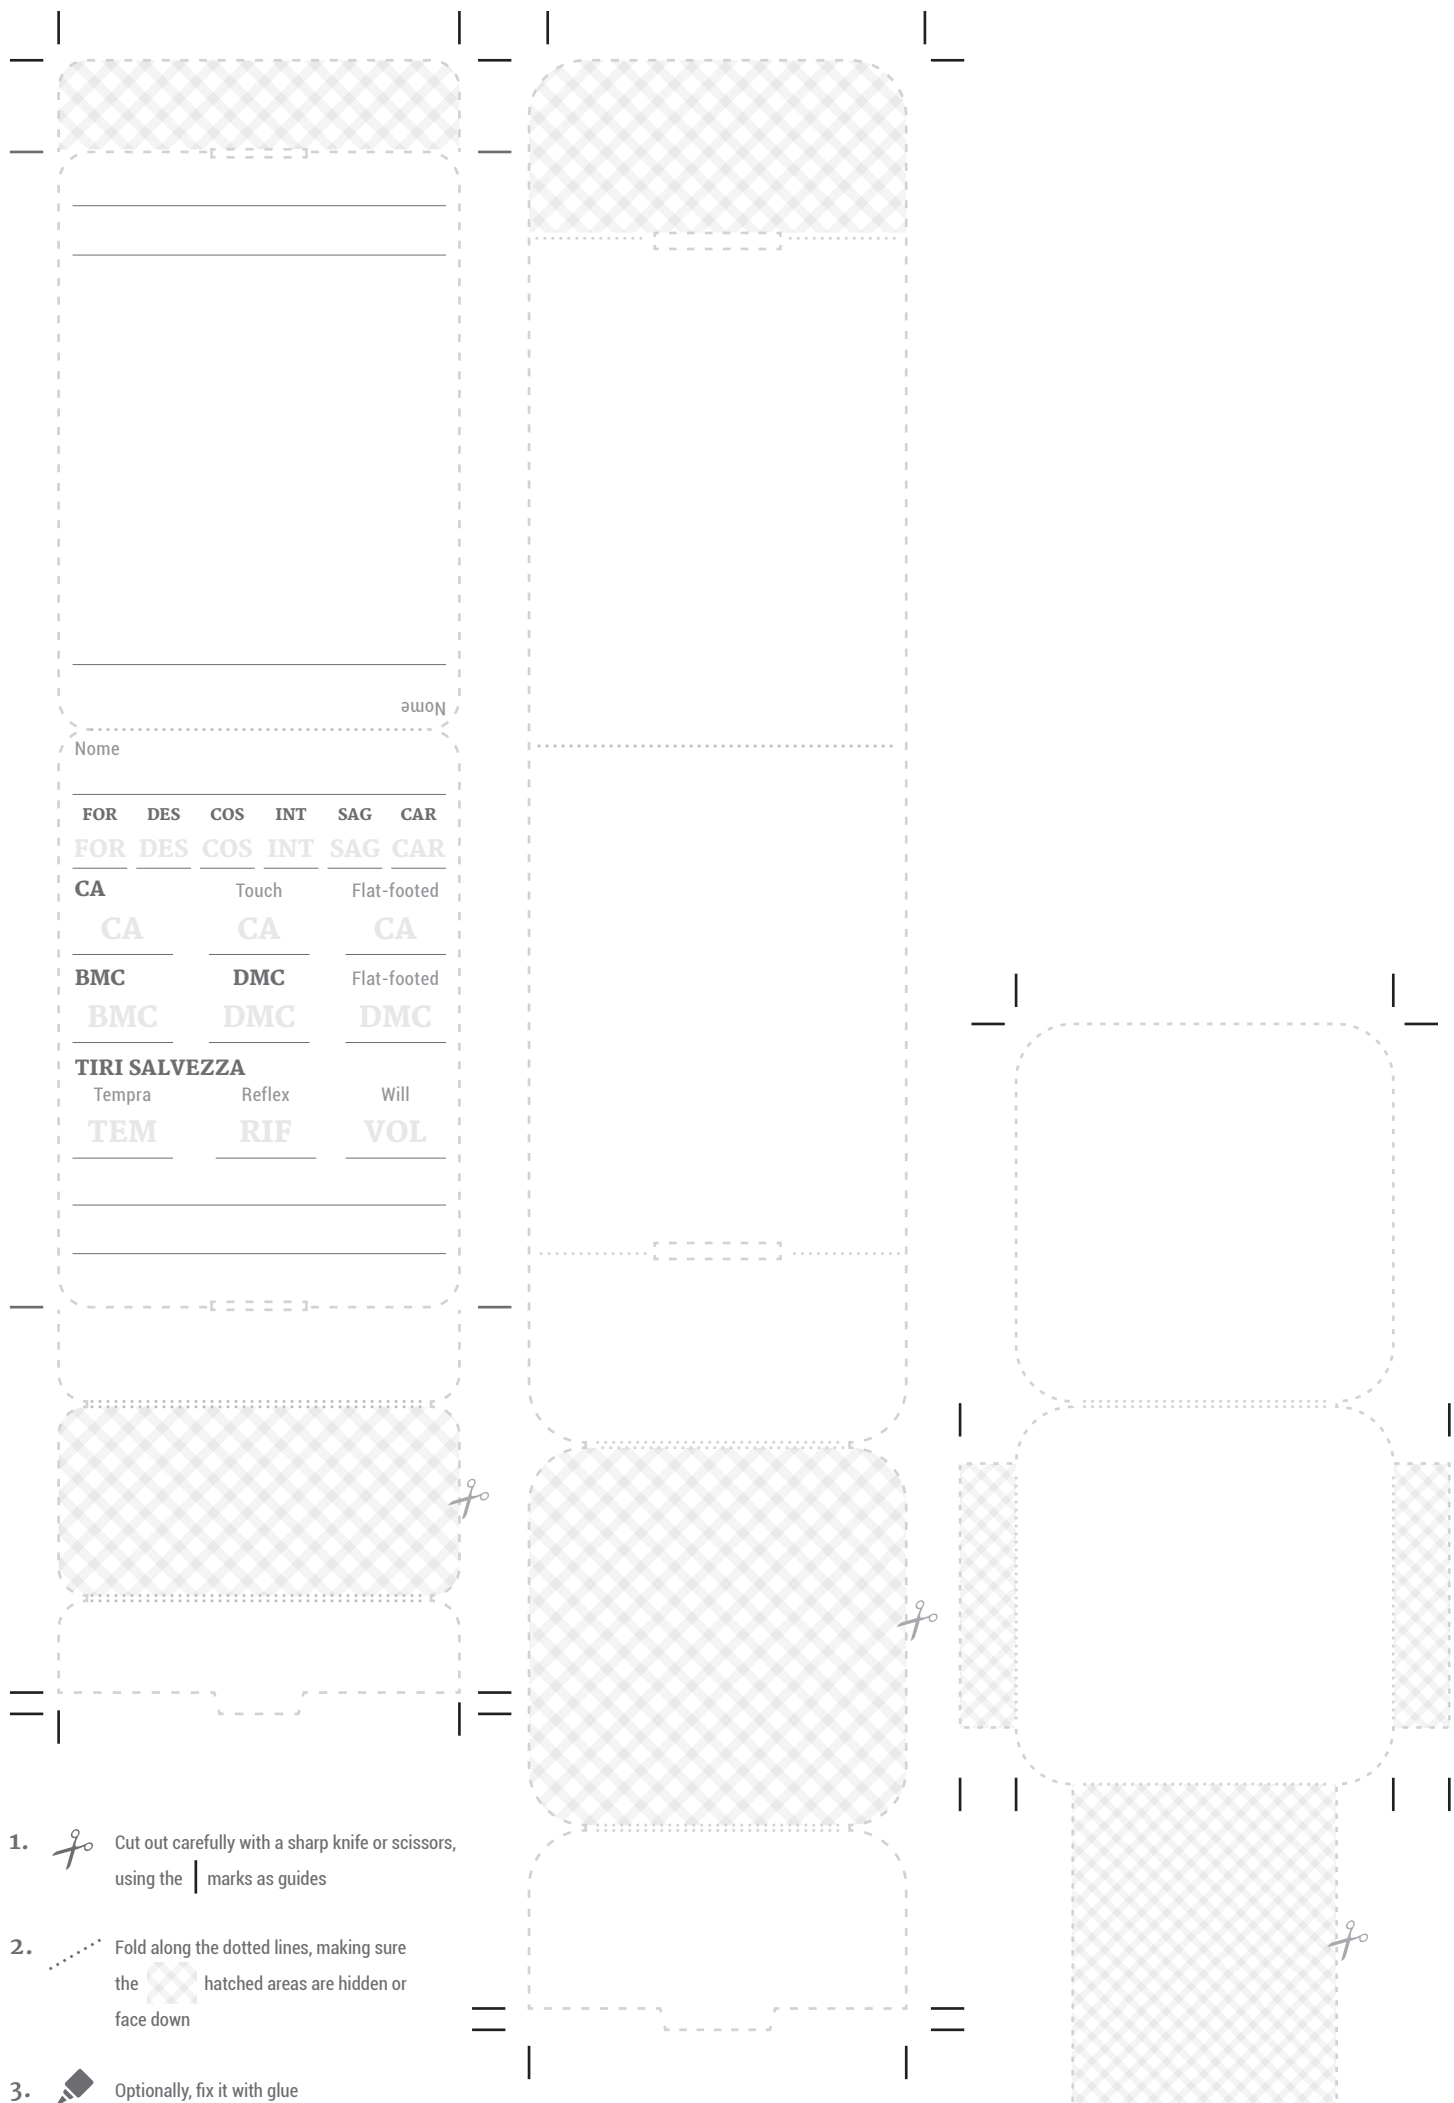 Nome
Nome
FOR DES COS INT SAG CAR
FOR DES COS INT SAG CAR
CA Touch Flat-footed
CA CA CA
BMC DMC Flat-footed
BMC DMC DMC
TIRI SALVEZZA
Tempra Reflex Will
TEM RIF VOL
1. Cut out carefully with a sharp knife or scissors,
using the marks as guides
2. Fold along the dotted lines, making sure
the hatched areas are hidden or
face down
3. Optionally, fix it with glue